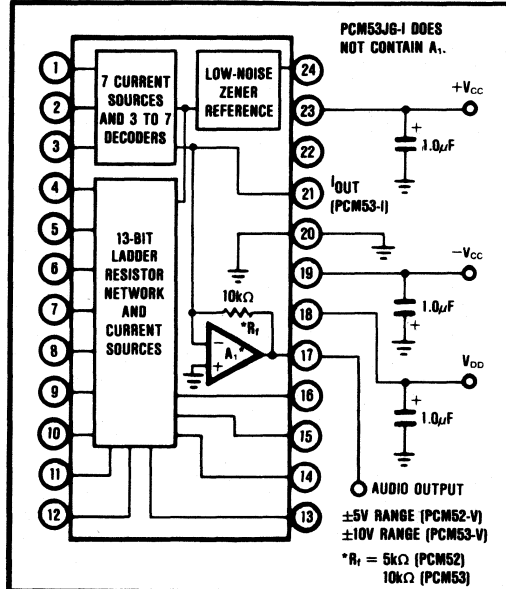 PCM53JG-I DOES
NOT CONTAIN A₁.
1
2
3
4
5
6
7
8
9
10
11
12
7 CURRENT
SOURCES
AND 3 TO 7
DECODERS
LOW-NOISE
ZENER
REFERENCE
13-BIT
LADDER
RESISTOR
NETWORK
AND
CURRENT
SOURCES
10kΩ
*Rf
A₁*
−
+
24
23
22
21
20
19
18
17
16
15
14
13
+VCC
+
1.0μF
IOUT
(PCM53-I)
−VCC
+
1.0μF
VDD
+
1.0μF
AUDIO OUTPUT
±5V RANGE (PCM52-V)
±10V RANGE (PCM53-V)
*Rf = 5kΩ (PCM52)
10kΩ (PCM53)